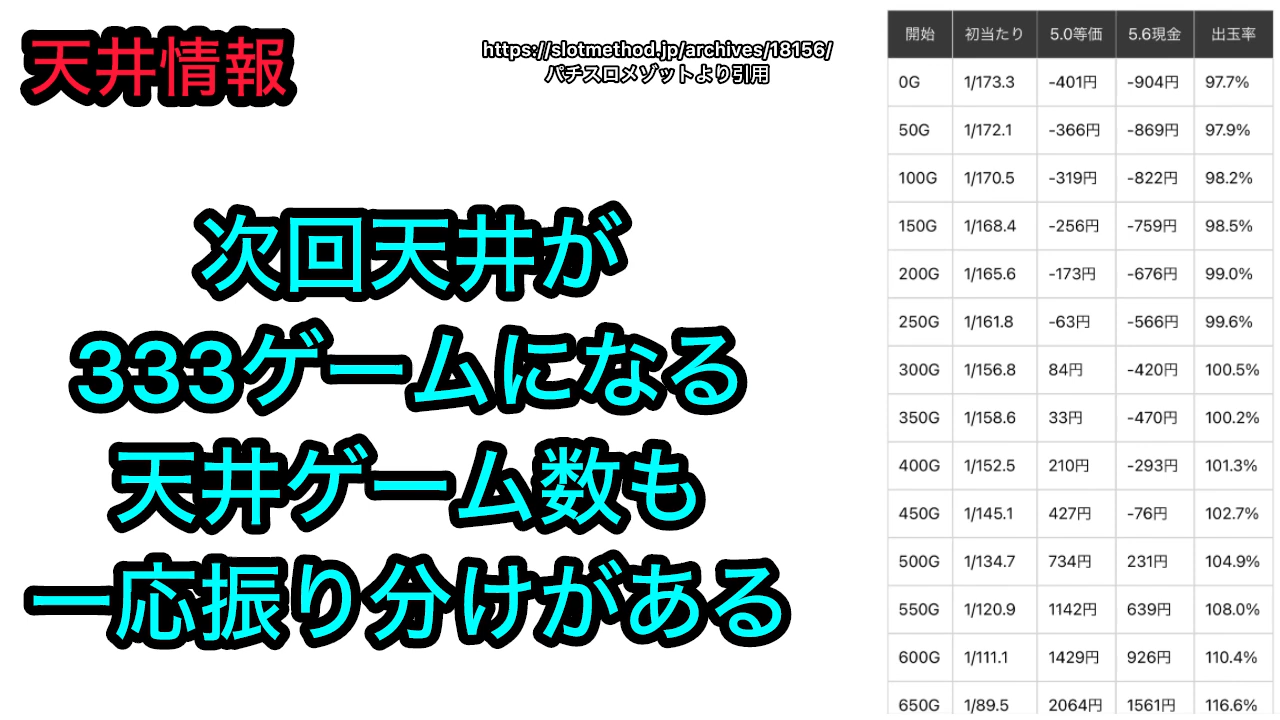 天井情報
https://slotmethod.jp/archives/18156/
パチスロメゾットより引用
次回天井が
333ゲームになる
天井ゲーム数も
一応振り分けがある
開始 初当たり 5.0等価 5.6現金 出玉率
0G 1/173.3 -401円 -904円 97.7%
50G 1/172.1 -366円 -869円 97.9%
100G 1/170.5 -319円 -822円 98.2%
150G 1/168.4 -256円 -759円 98.5%
200G 1/165.6 -173円 -676円 99.0%
250G 1/161.8 -63円 -566円 99.6%
300G 1/156.8 84円 -420円 100.5%
350G 1/158.6 33円 -470円 100.2%
400G 1/152.5 210円 -293円 101.3%
450G 1/145.1 427円 -76円 102.7%
500G 1/134.7 734円 231円 104.9%
550G 1/120.9 1142円 639円 108.0%
600G 1/111.1 1429円 926円 110.4%
650G 1/89.5 2064円 1561円 116.6%